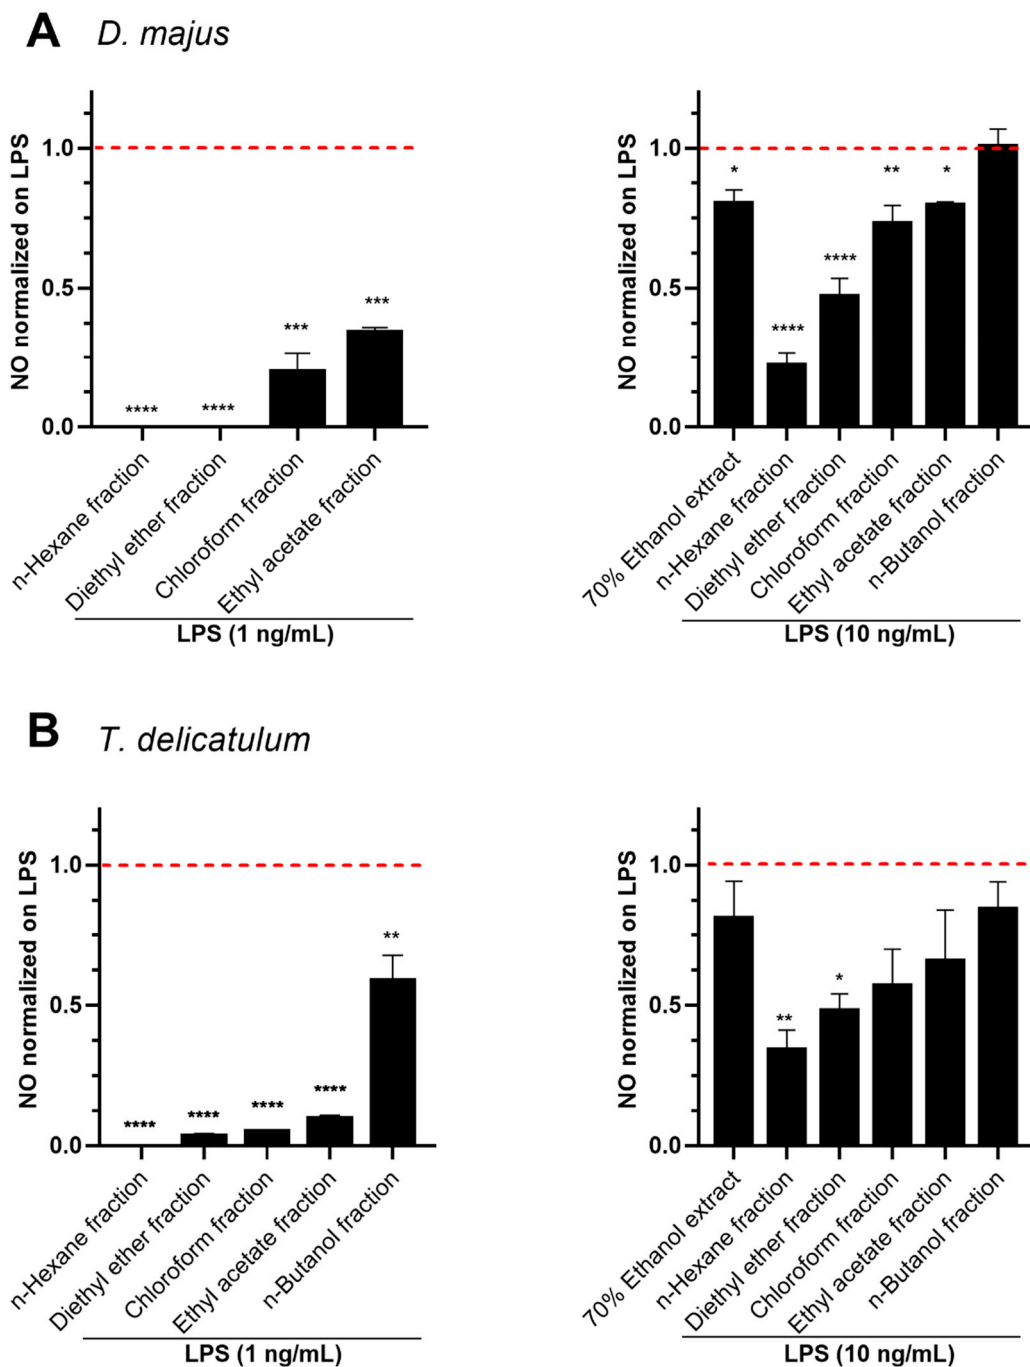 A D. majus
NO normalized on LPS
1.0
0.5
0.0
****
****
***
***
n-Hexane fraction
Diethyl ether fraction
Chloroform fraction
Ethyl acetate fraction
LPS (1 ng/mL)
NO normalized on LPS
1.0
0.5
0.0
*
****
****
**
*
70% Ethanol extract
n-Hexane fraction
Diethyl ether fraction
Chloroform fraction
Ethyl acetate fraction
n-Butanol fraction
LPS (10 ng/mL)
B T. delicatulum
NO normalized on LPS
1.0
0.5
0.0
****
****
****
****
**
n-Hexane fraction
Diethyl ether fraction
Chloroform fraction
Ethyl acetate fraction
n-Butanol fraction
LPS (1 ng/mL)
NO normalized on LPS
1.0
0.5
0.0
**
*
70% Ethanol extract
n-Hexane fraction
Diethyl ether fraction
Chloroform fraction
Ethyl acetate fraction
n-Butanol fraction
LPS (10 ng/mL)